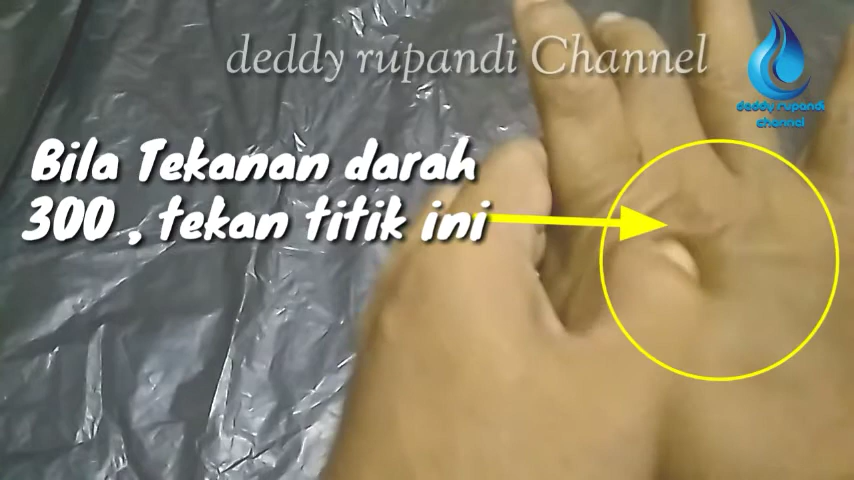 deddy rupandi Channel
deddy rupandi
channel
Bila Tekanan darah
300 , tekan titik ini